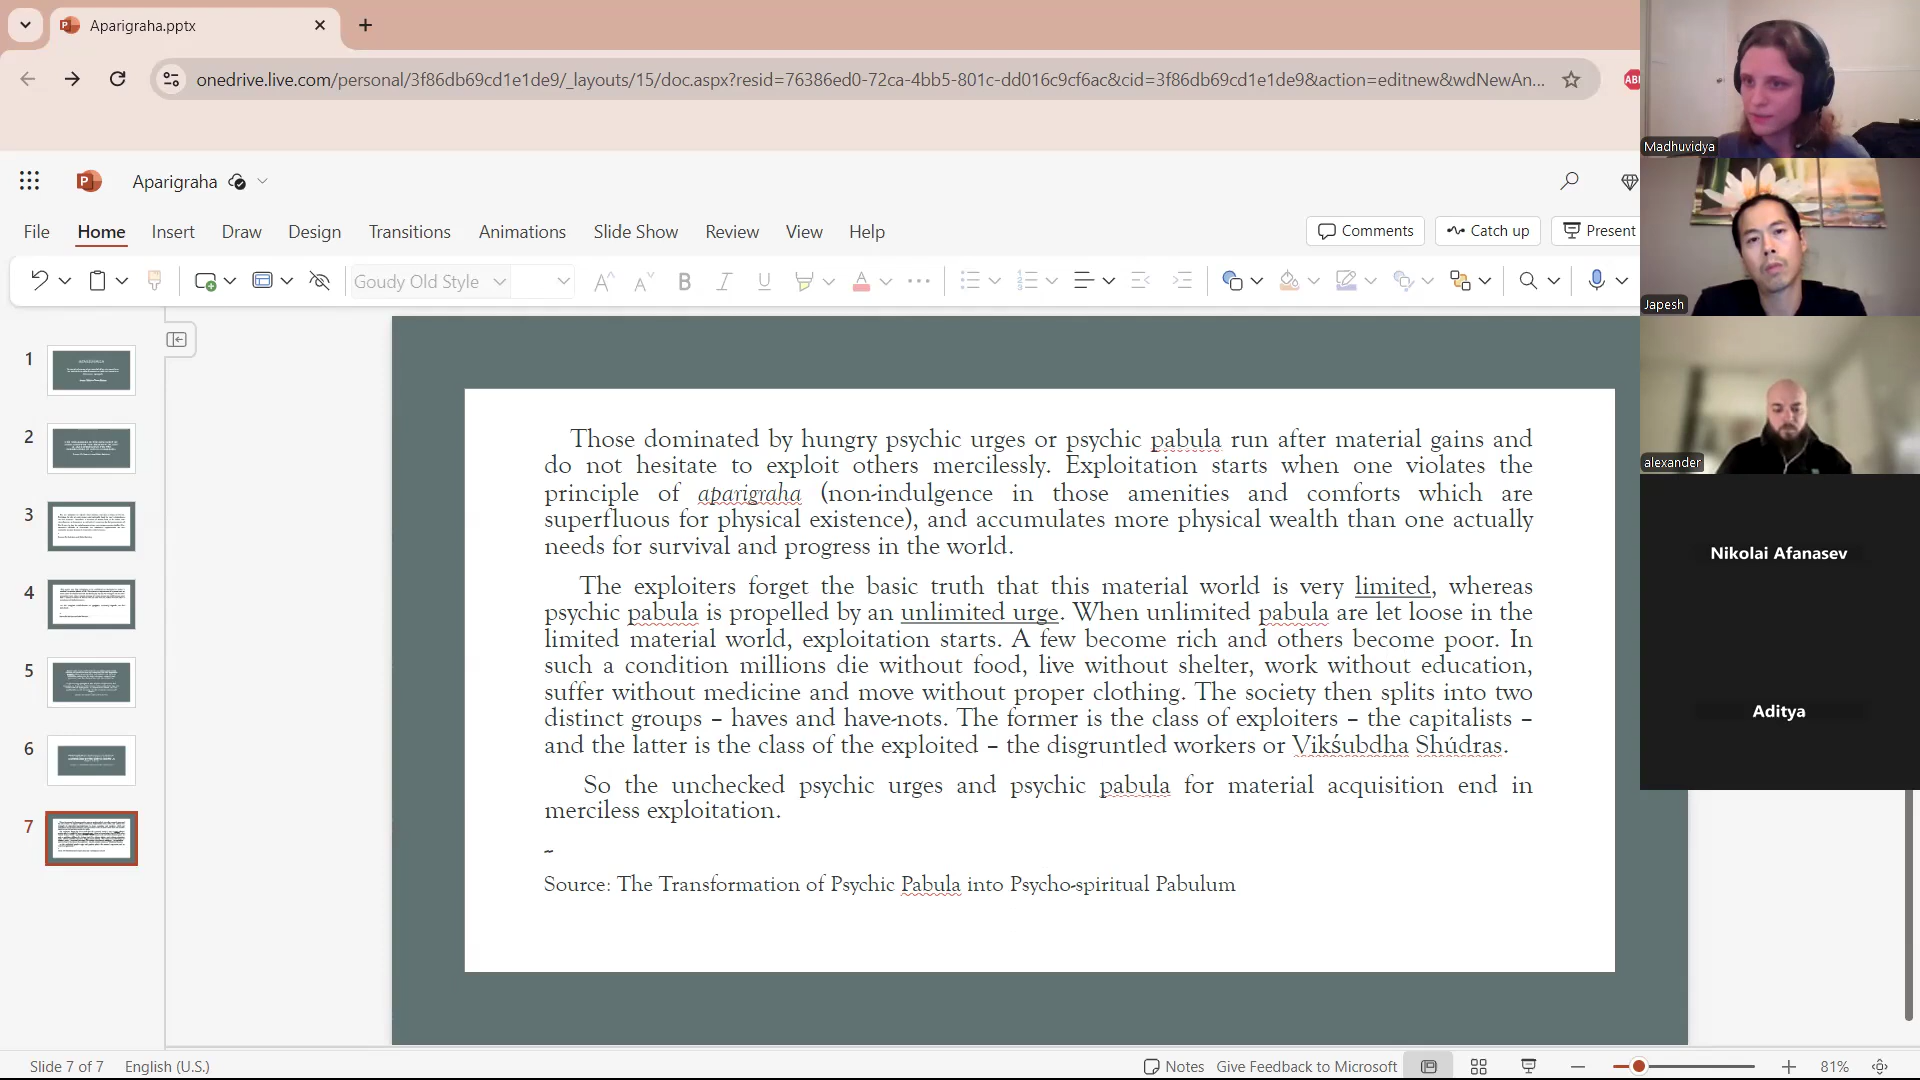 Aparigraha.pptx
onedrive.live.com/personal/3f86db69cd1e1de9/_layouts/15/doc.aspx?resid=76386ed0-72ca-4bb5-801c-dd016c9cf6ac&cid=3f86db69cd1e1de9&action=editnew&wdNewAn...
Aparigraha
File Home Insert Draw Design Transitions Animations Slide Show Review View Help
Comments Catch up Present
Goudy Old Style
1
2
3
4
5
6
7
Those dominated by hungry psychic urges or psychic pabula run after material gains and
do not hesitate to exploit others mercilessly. Exploitation starts when one violates the
principle of aparigraha (non-indulgence in those amenities and comforts which are
superfluous for physical existence), and accumulates more physical wealth than one actually
needs for survival and progress in the world.
The exploiters forget the basic truth that this material world is very limited, whereas
psychic pabula is propelled by an unlimited urge. When unlimited pabula are let loose in the
limited material world, exploitation starts. A few become rich and others become poor. In
such a condition millions die without food, live without shelter, work without education,
suffer without medicine and move without proper clothing. The society then splits into two
distinct groups – haves and have-nots. The former is the class of exploiters – the capitalists –
and the latter is the class of the exploited – the disgruntled workers or Vikśubdha Shúdras.
So the unchecked psychic urges and psychic pabula for material acquisition end in
merciless exploitation.
~
Source: The Transformation of Psychic Pabula into Psycho-spiritual Pabulum
Madhuvidya
Japesh
alexander
Nikolai Afanasev
Aditya
Slide 7 of 7 English (U.S.)
Notes Give Feedback to Microsoft 81%